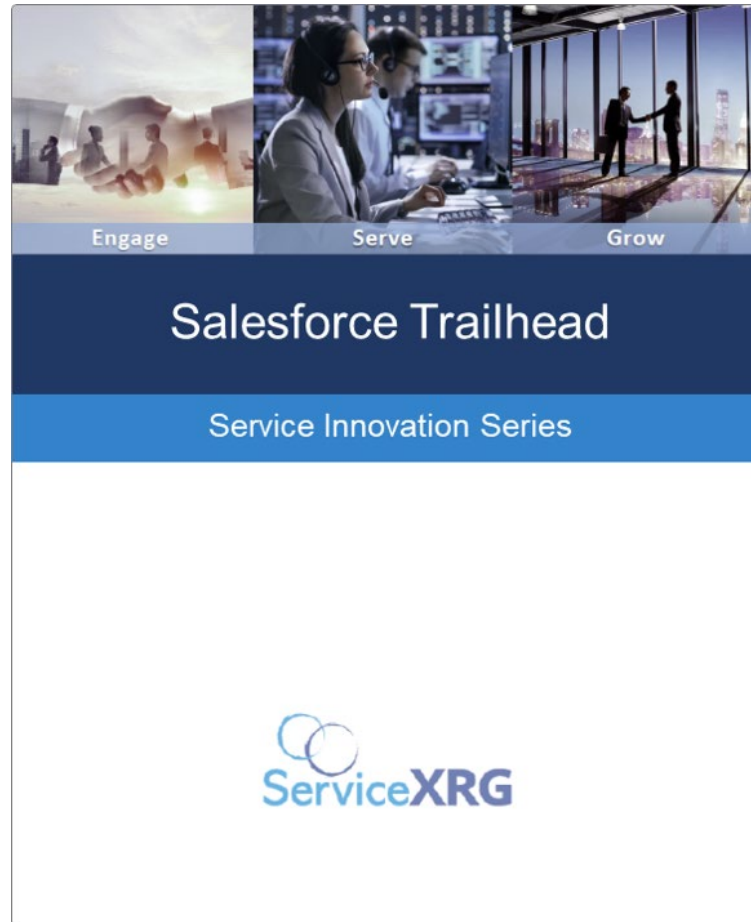 Engage
Serve
Grow
Salesforce Trailhead
Service Innovation Series
ServiceXRG